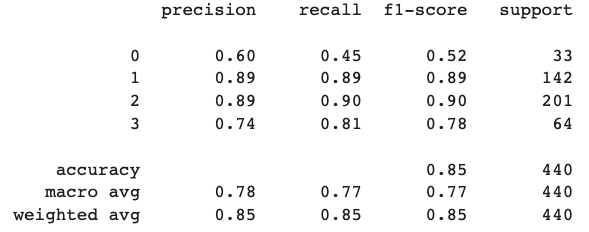 precision recall f1-score support
0 0.60 0.45 0.52 33
1 0.89 0.89 0.89 142
2 0.89 0.90 0.90 201
3 0.74 0.81 0.78 64
accuracy 0.85 440
macro avg 0.78 0.77 0.77 440
weighted avg 0.85 0.85 0.85 440